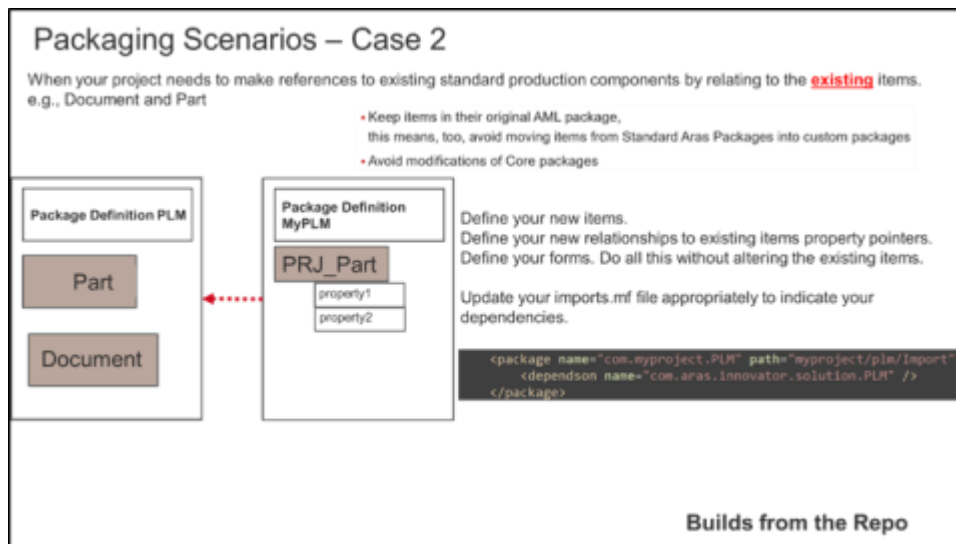 Packaging Scenarios – Case 2
When your project needs to make references to existing standard production components by relating to the existing items.
e.g., Document and Part
• Keep items in their original AML package,
this means, too, avoid moving items from Standard Aras Packages into custom packages
• Avoid modifications of Core packages
Package Definition PLM
Part
Document
Package Definition
MyPLM
PRJ_Part
property1
property2
Define your new items.
Define your new relationships to existing items property pointers.
Define your forms. Do all this without altering the existing items.
Update your imports.mf file appropriately to indicate your
dependencies.
<package name="com.myproject.PLM" path="myproject/plm/Import"
<dependson name="com.aras.innovator.solution.PLM" />
</package>
Builds from the Repo